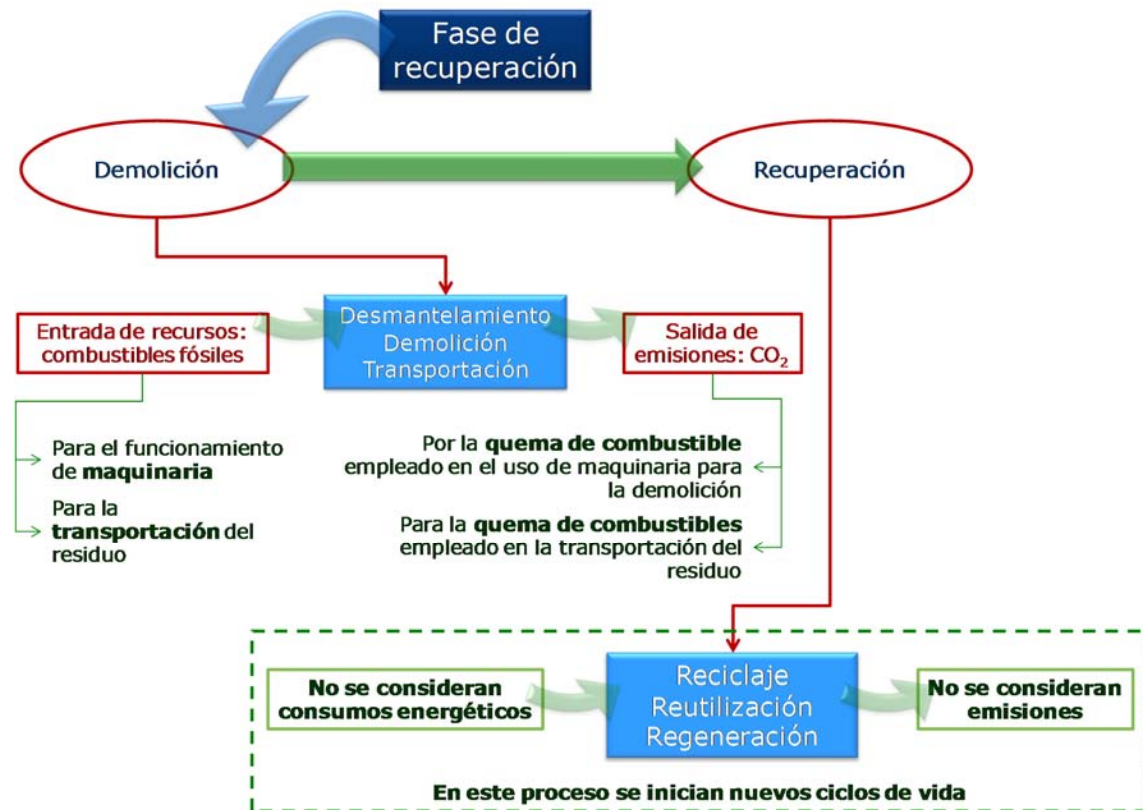 Fase de
recuperación
Demolición
Recuperación
Entrada de recursos:
combustibles fósiles
Desmantelamiento
Demolición
Transportación
Salida de
emisiones: CO₂
Para el funcionamiento
de maquinaria
Para la
transportación del
residuo
Por la quema de combustible
empleado en el uso de maquinaria para
la demolición
Para la quema de combustibles
empleado en la transportación del
residuo
No se consideran
consumos energéticos
Reciclaje
Reutilización
Regeneración
No se consideran
emisiones
En este proceso se inician nuevos ciclos de vida